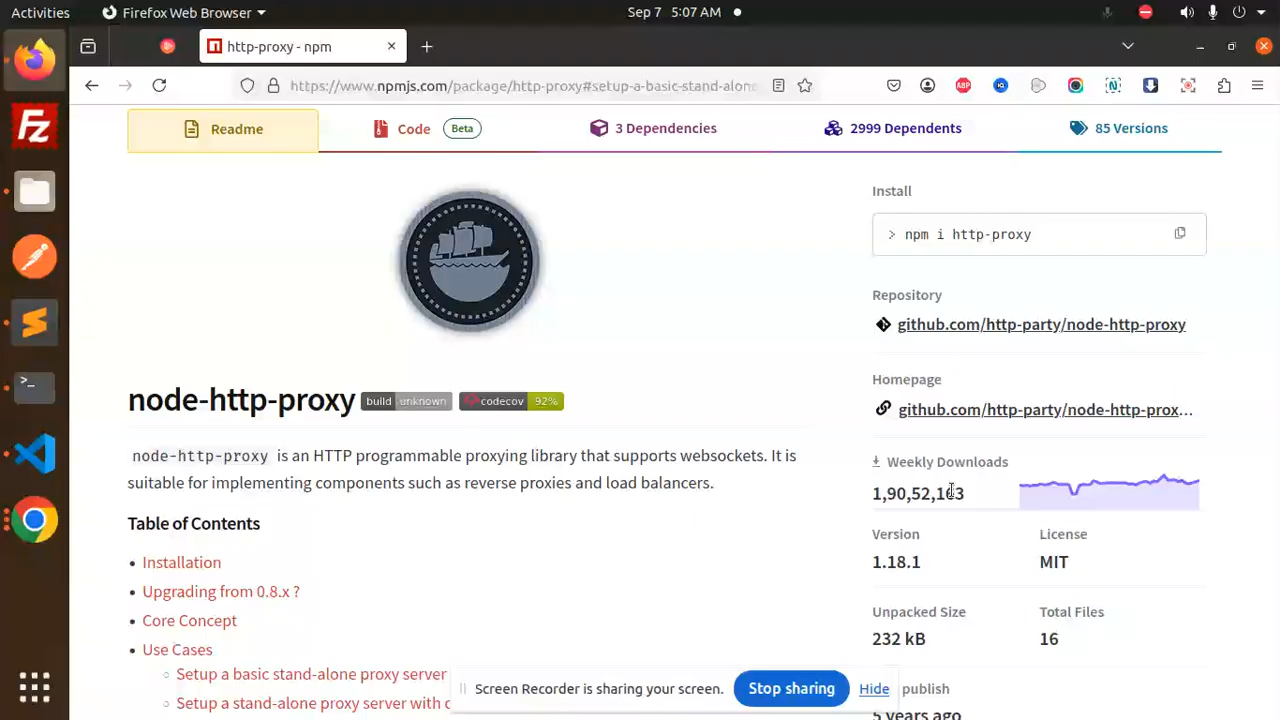 Activities
Firefox Web Browser
Sep 7 5:07 AM
http-proxy - npm
https://www.npmjs.com/package/http-proxy#setup-a-basic-stand-alone
ABP
Readme
Code Beta
3 Dependencies
2999 Dependents
85 Versions
Install
> npm i http-proxy
Repository
github.com/http-party/node-http-proxy
Homepage
github.com/http-party/node-http-prox...
Weekly Downloads
Version
1.18.1
License
MIT
Unpacked Size
232 kB
Total Files
16
publish
5 years ago
node-http-proxy build unknown codecov 92%
node-http-proxy is an HTTP programmable proxying library that supports websockets. It is
suitable for implementing components such as reverse proxies and load balancers.
Table of Contents
• Installation
• Upgrading from 0.8.x ?
• Core Concept
• Use Cases
Setup a basic stand-alone proxy server
Setup a stand-alone proxy server with
Screen Recorder is sharing your screen.
Stop sharing
Hide